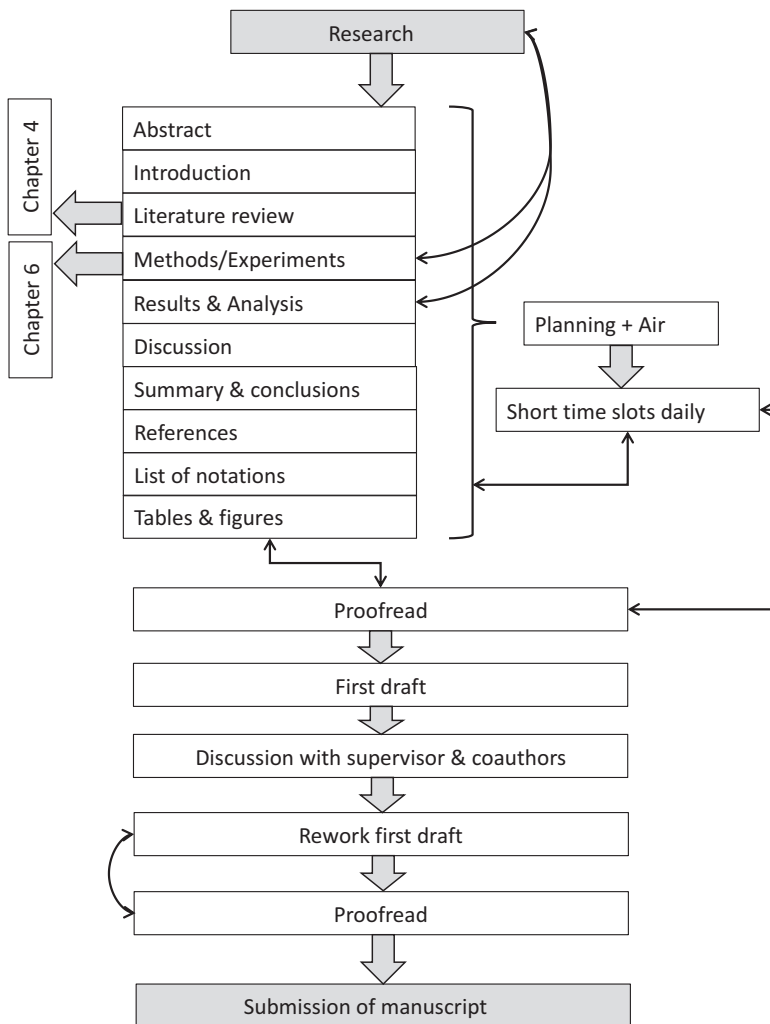 Research
Abstract
Introduction
Literature review
Methods/Experiments
Results & Analysis
Discussion
Summary & conclusions
References
List of notations
Tables & figures
Chapter 4
Chapter 6
Planning + Air
Short time slots daily
Proofread
First draft
Discussion with supervisor & coauthors
Rework first draft
Proofread
Submission of manuscript